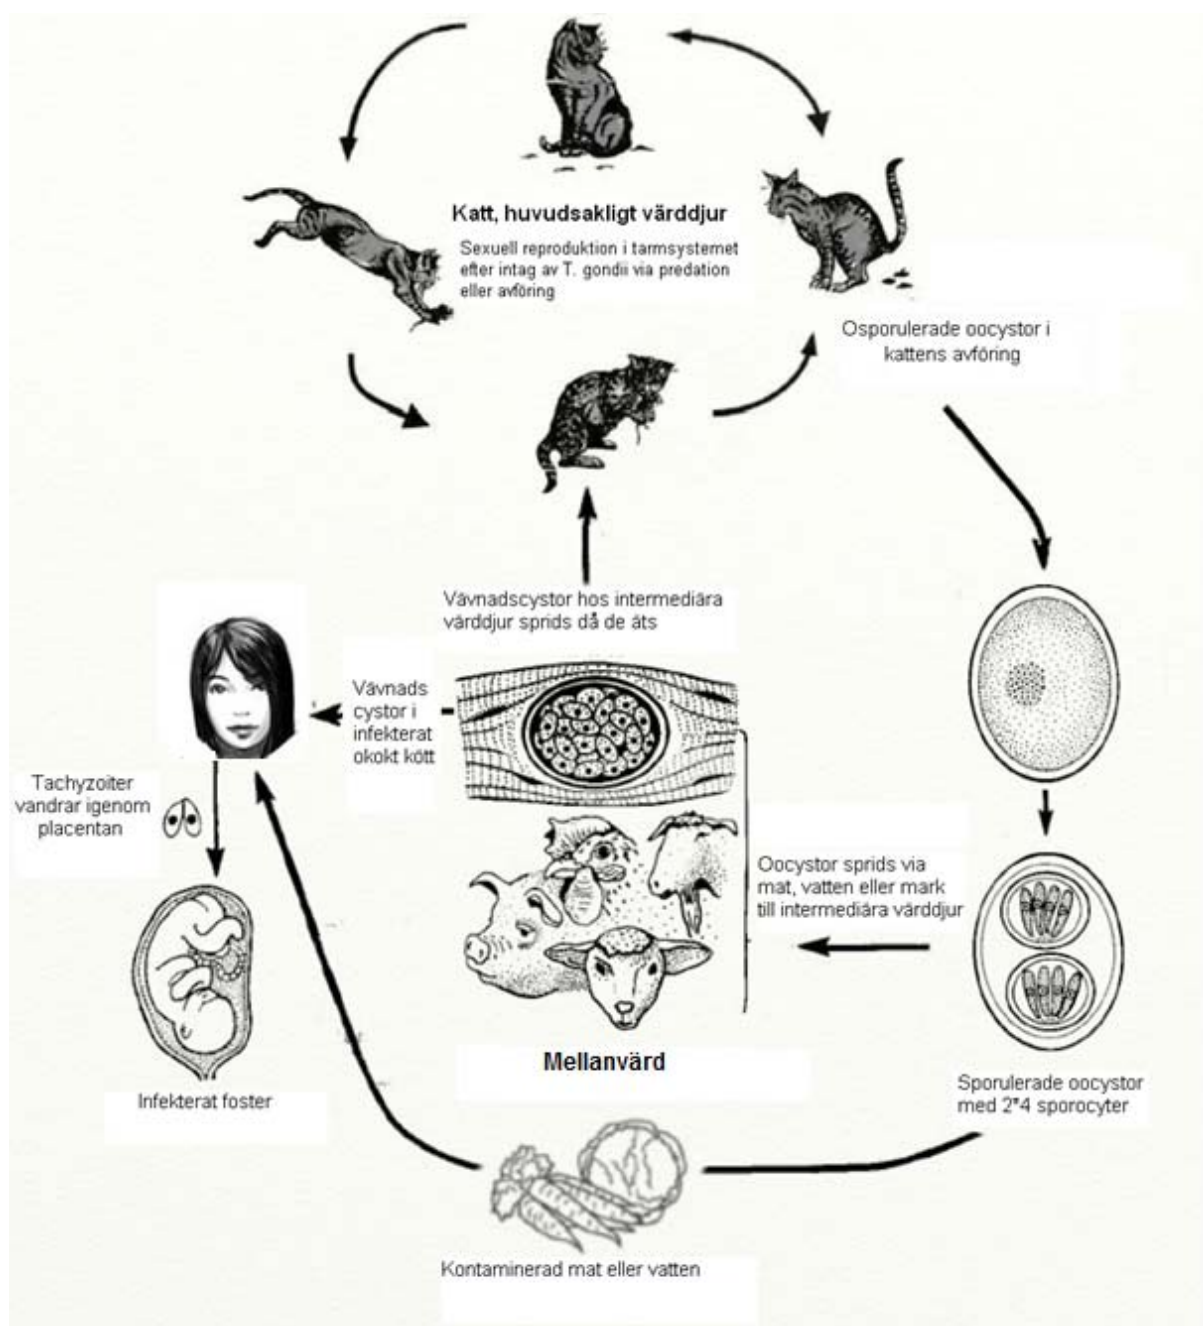 Katt, huvudsakligt värddjur
Sexuell reproduktion i tarmsystemet
efter intag av T. gondii via predation
eller avföring
Osporulerade oocystor i
kattens avföring
Vävnadscystor hos intermediära
värddjur sprids då de äts
Vävnads
cystor i
infekterat
okokt kött
Tachyzoiter
vandrar igenom
placentan
Oocystor sprids via
mat, vatten eller mark
till intermediära värddjur
Mellanvärd
Infekterat foster
Sporulerade oocystor
med 2*4 sporocyter
Kontaminerad mat eller vatten